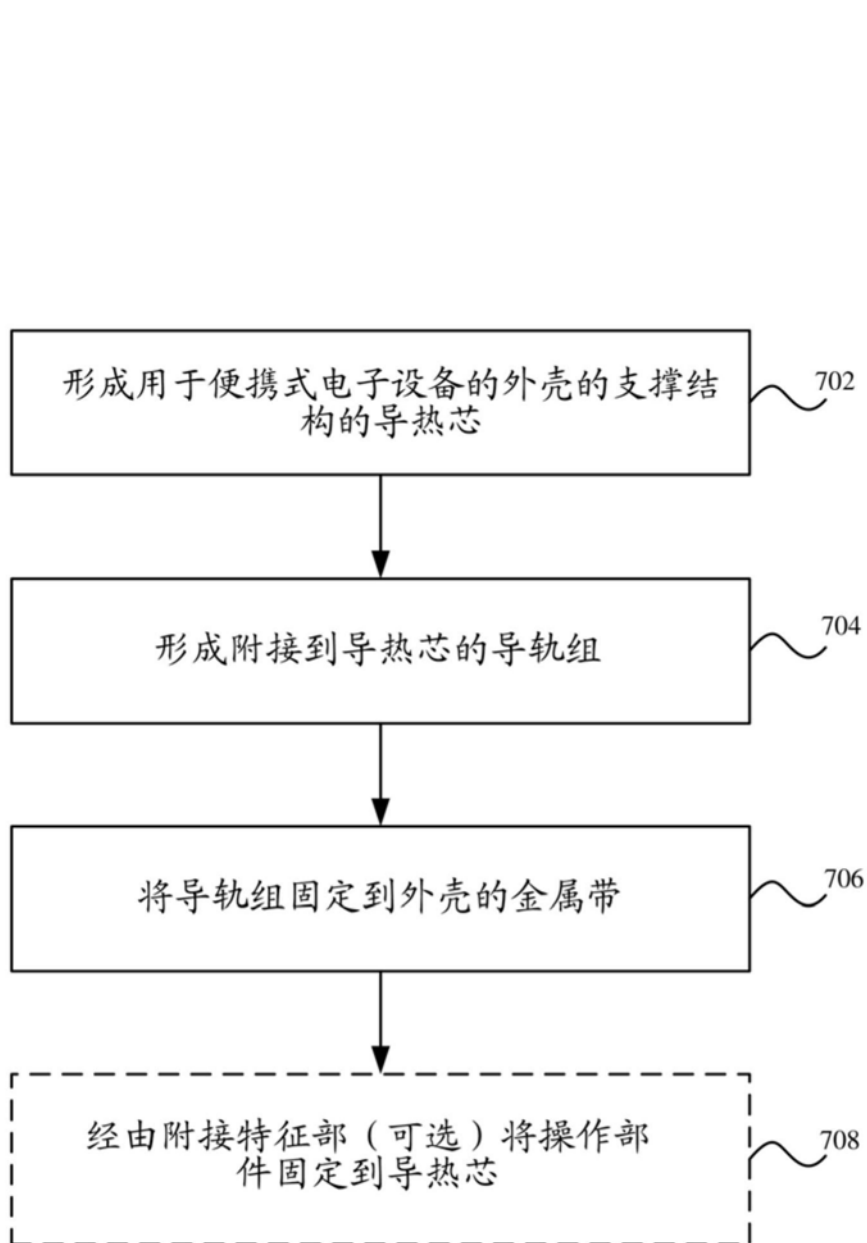 形成用于便携式电子设备的外壳的支撑结
构的导热芯
702
形成附接到导热芯的导轨组
704
将导轨组固定到外壳的金属带
706
经由附接特征部（可选）将操作部
件固定到导热芯
708